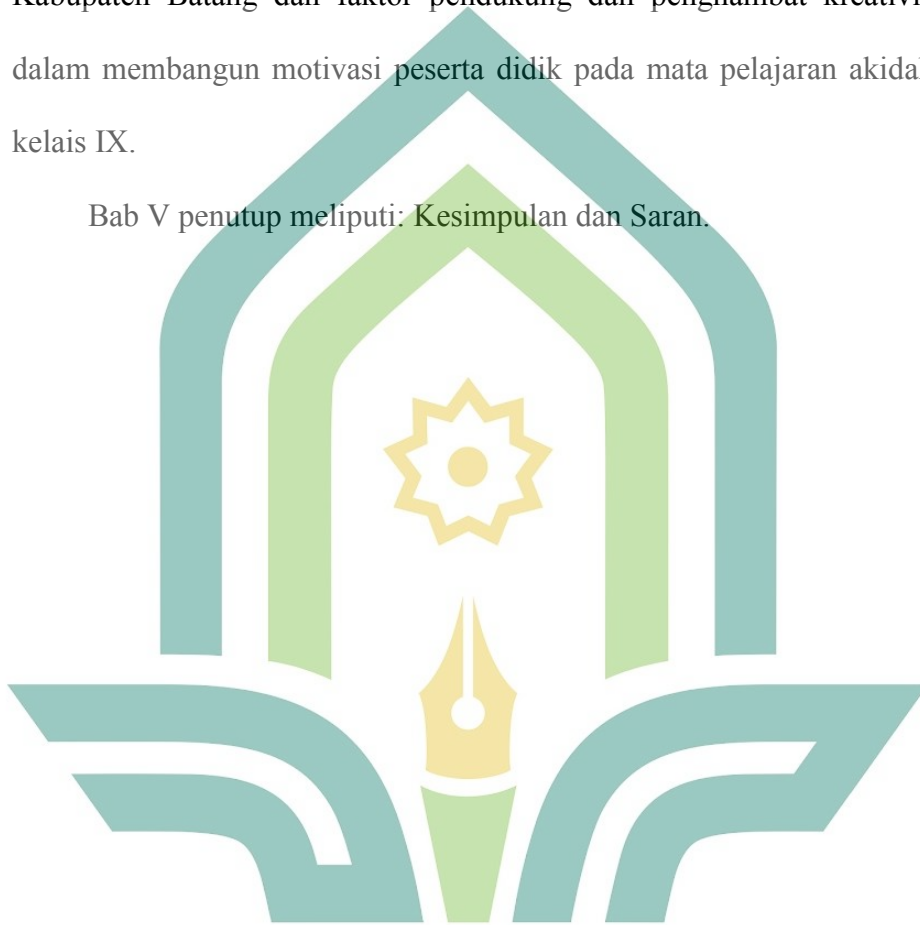 Kabupaten Batang dan faktor pendukung dan penghambat
dalam membangun motivasi peserta didik pada mata pelajaran
kelais IX.
Bab V penutup meliputi: Kesimpulan dan Saran.